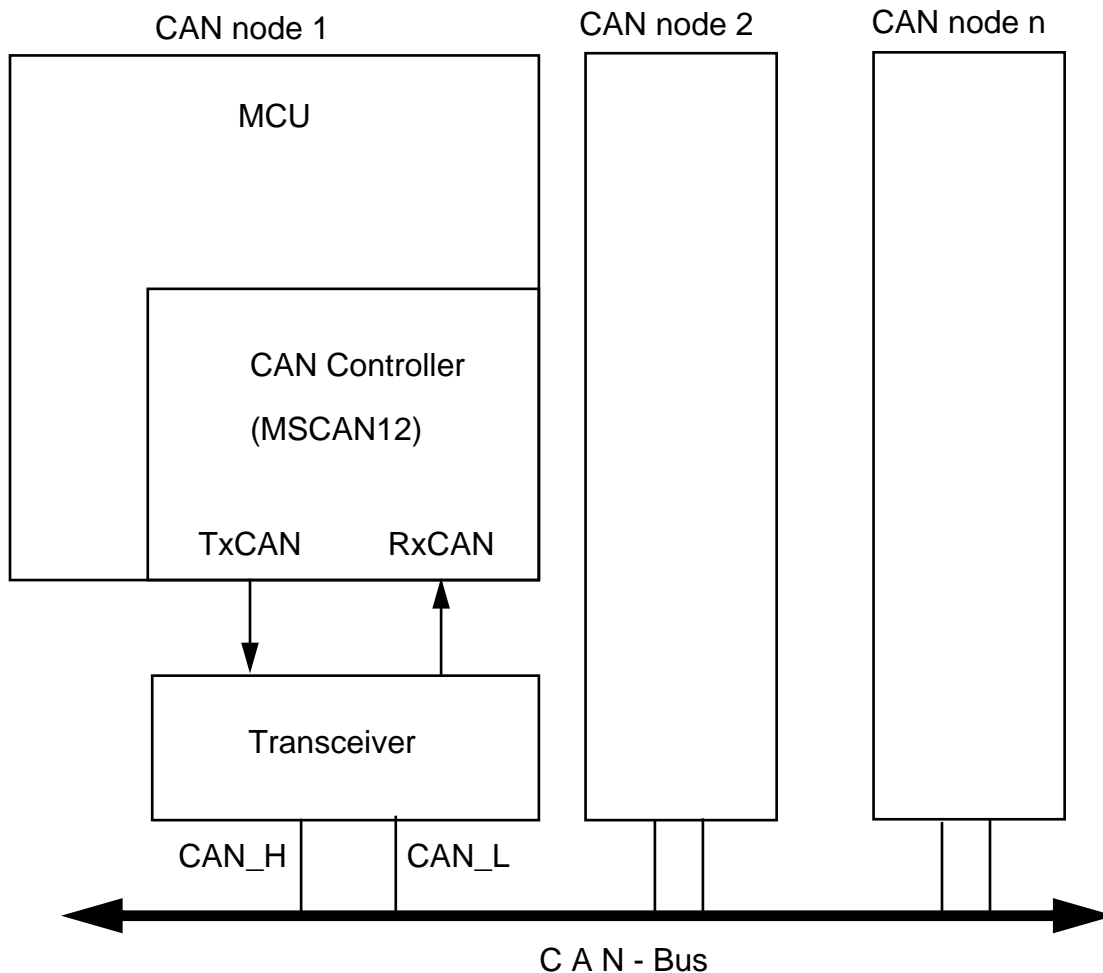 CAN node 1
CAN node 2
CAN node n
MCU
CAN Controller
(MSCAN12)
TxCAN
RxCAN
Transceiver
CAN_H
CAN_L
C A N - Bus